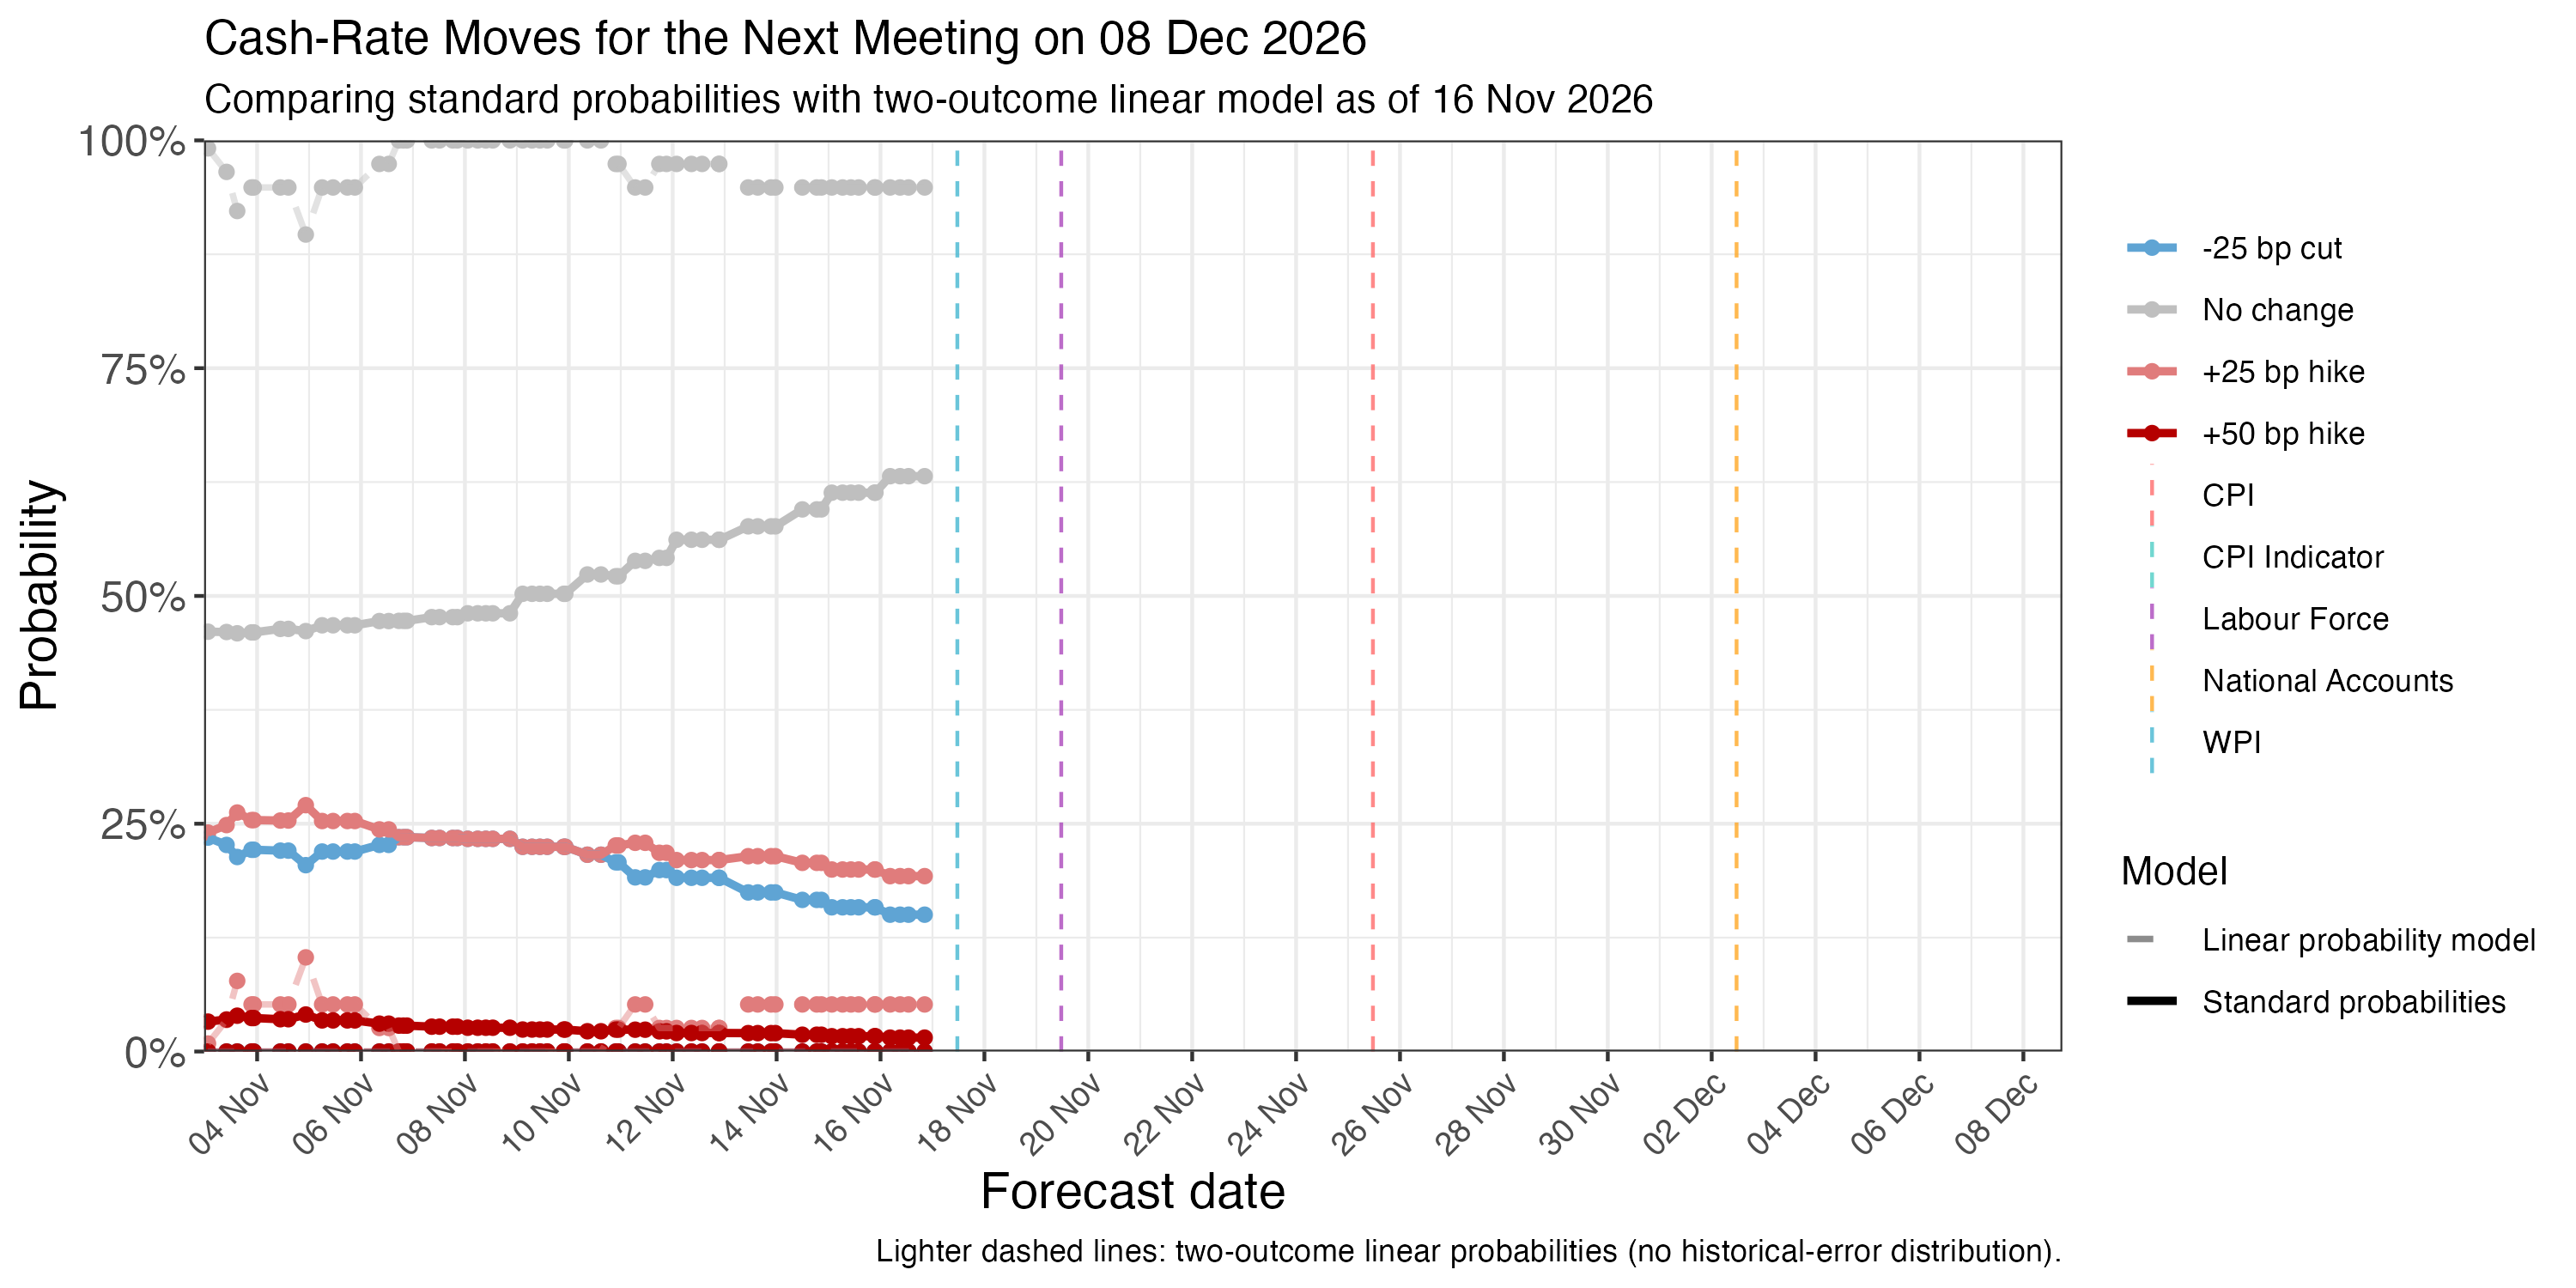 Cash-Rate Moves for the Next Meeting on 08 Dec 2026
Comparing standard probabilities with two-outcome linear model as of 16 Nov 2026
Probability
100%
75%
50%
25%
0%
04 Nov
06 Nov
08 Nov
10 Nov
12 Nov
14 Nov
16 Nov
18 Nov
20 Nov
22 Nov
24 Nov
26 Nov
28 Nov
30 Nov
02 Dec
04 Dec
06 Dec
08 Dec
Forecast date
-25 bp cut
No change
+25 bp hike
+50 bp hike
CPI
CPI Indicator
Labour Force
National Accounts
WPI
Model
Linear probability model
Standard probabilities
Lighter dashed lines: two-outcome linear probabilities (no historical-error distribution).